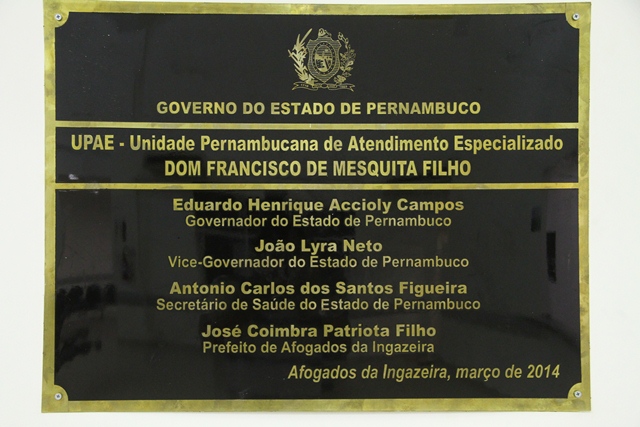 GOVERNO DO ESTADO DE PERNAMBUCO
UPAE - Unidade Pernambucana de Atendimento Especializado
DOM FRANCISCO DE MESQUITA FILHO
Eduardo Henrique Accioly Campos
Governador do Estado de Pernambuco
João Lyra Neto
Vice-Governador do Estado de Pernambuco
Antonio Carlos dos Santos Figueira
Secretário de Saúde do Estado de Pernambuco
José Coimbra Patriota Filho
Prefeito de Afogados da Ingazeira
Afogados da Ingazeira, março de 2014